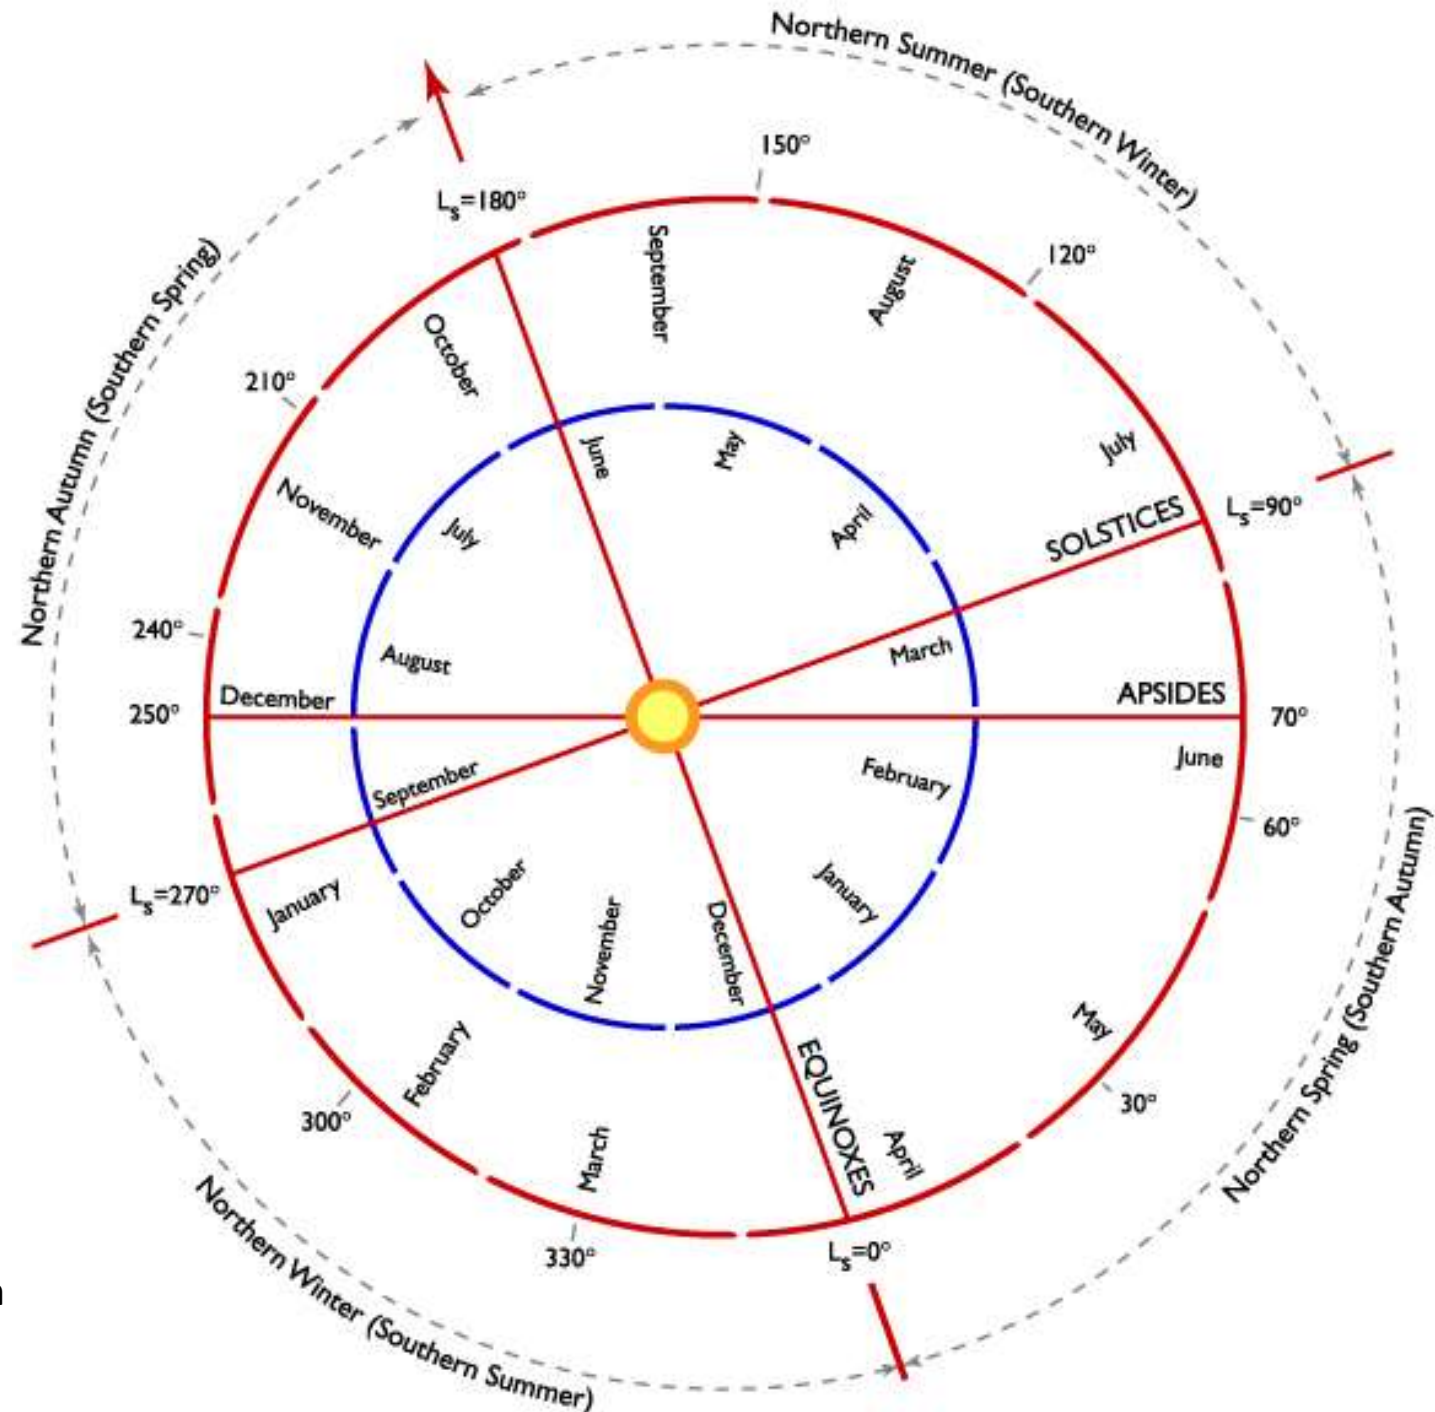 Northern Summer (Southern Winter)
150°
Ls=180°
120°
September
August
Northern Autumn (Southern Spring)
October
210°
July
Ls=90°
SOLSTICES
June
May
April
November
July
240°
August
March
December
APSIDES
250°
70°
June
September
February
60°
Ls=270°
January
October
January
November
December
Northern Spring (Southern Autumn)
May
February
EQUINOXES
30°
300°
March
April
330°
Ls=0°
Northern Winter (Southern Summer)